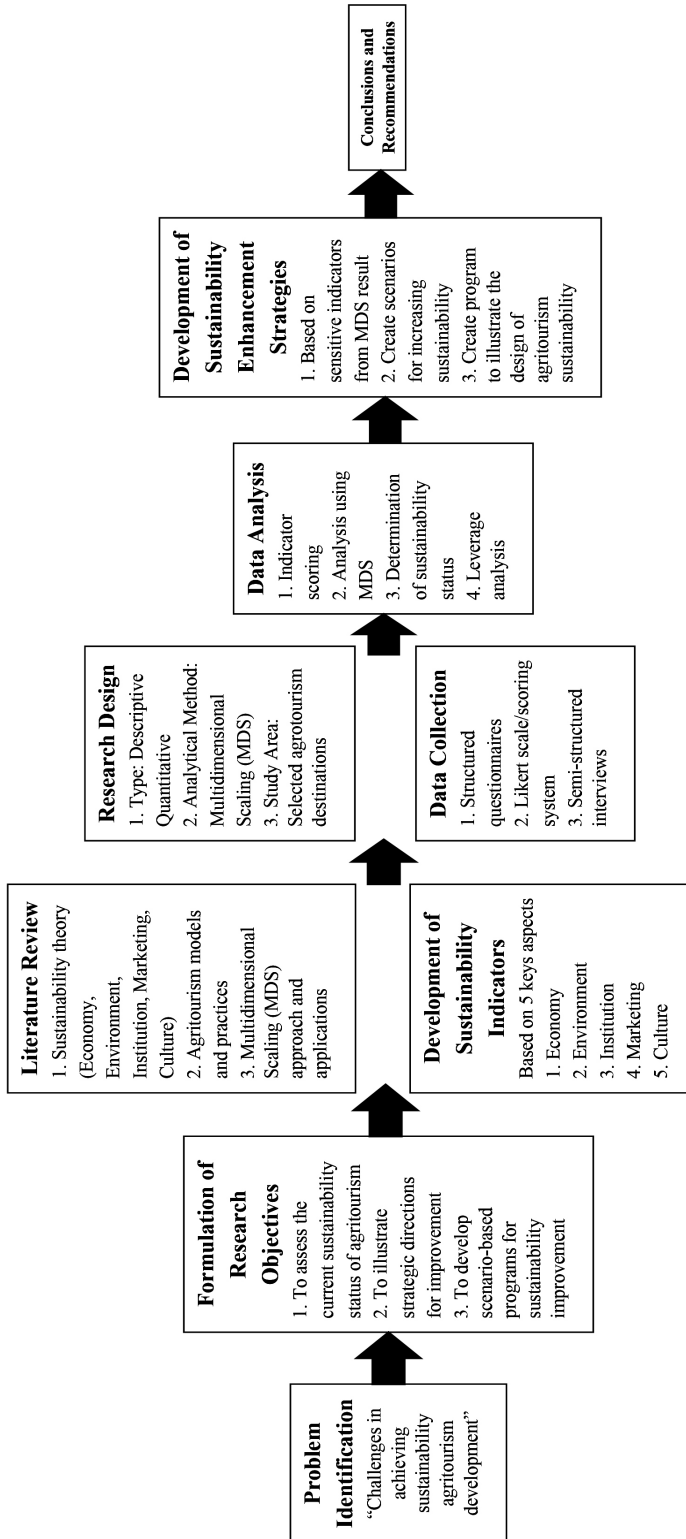 Problem
Identification
“Challenges in
achieving
sustainability
agritourism
development”
Formulation of
Research
Objectives
1. To assess the
current sustainability
status of agritourism
2. To illustrate
strategic directions
for improvement
3. To develop
scenario-based
programs for
sustainability
improvement
Literature Review
1. Sustainability theory
(Economy,
Environment,
Institution, Marketing,
Culture)
2. Agritourism models
and practices
3. Multidimensional
Scaling (MDS)
approach and
applications
Development of
Sustainability
Indicators
Based on 5 keys aspects
1. Economy
2. Environment
3. Institution
4. Marketing
5. Culture
Research Design
1. Type: Descriptive
Quantitative
2. Analytical Method:
Multidimensional
Scaling (MDS)
3. Study Area:
Selected agrotourism
destinations
Data Collection
1. Structured
questionnaires
2. Likert scale/scoring
system
3. Semi-structured
interviews
Data Analysis
1. Indicator
scoring
2. Analysis using
MDS
3. Determination
of sustainability
status
4. Leverage
analysis
Development of
Sustainability
Enhancement
Strategies
1. Based on
sensitive indicators
from MDS result
2. Create scenarios
for increasing
sustainability
3. Create program
to illustrate the
design of
agritourism
sustainability
Conclusions and
Recommendations